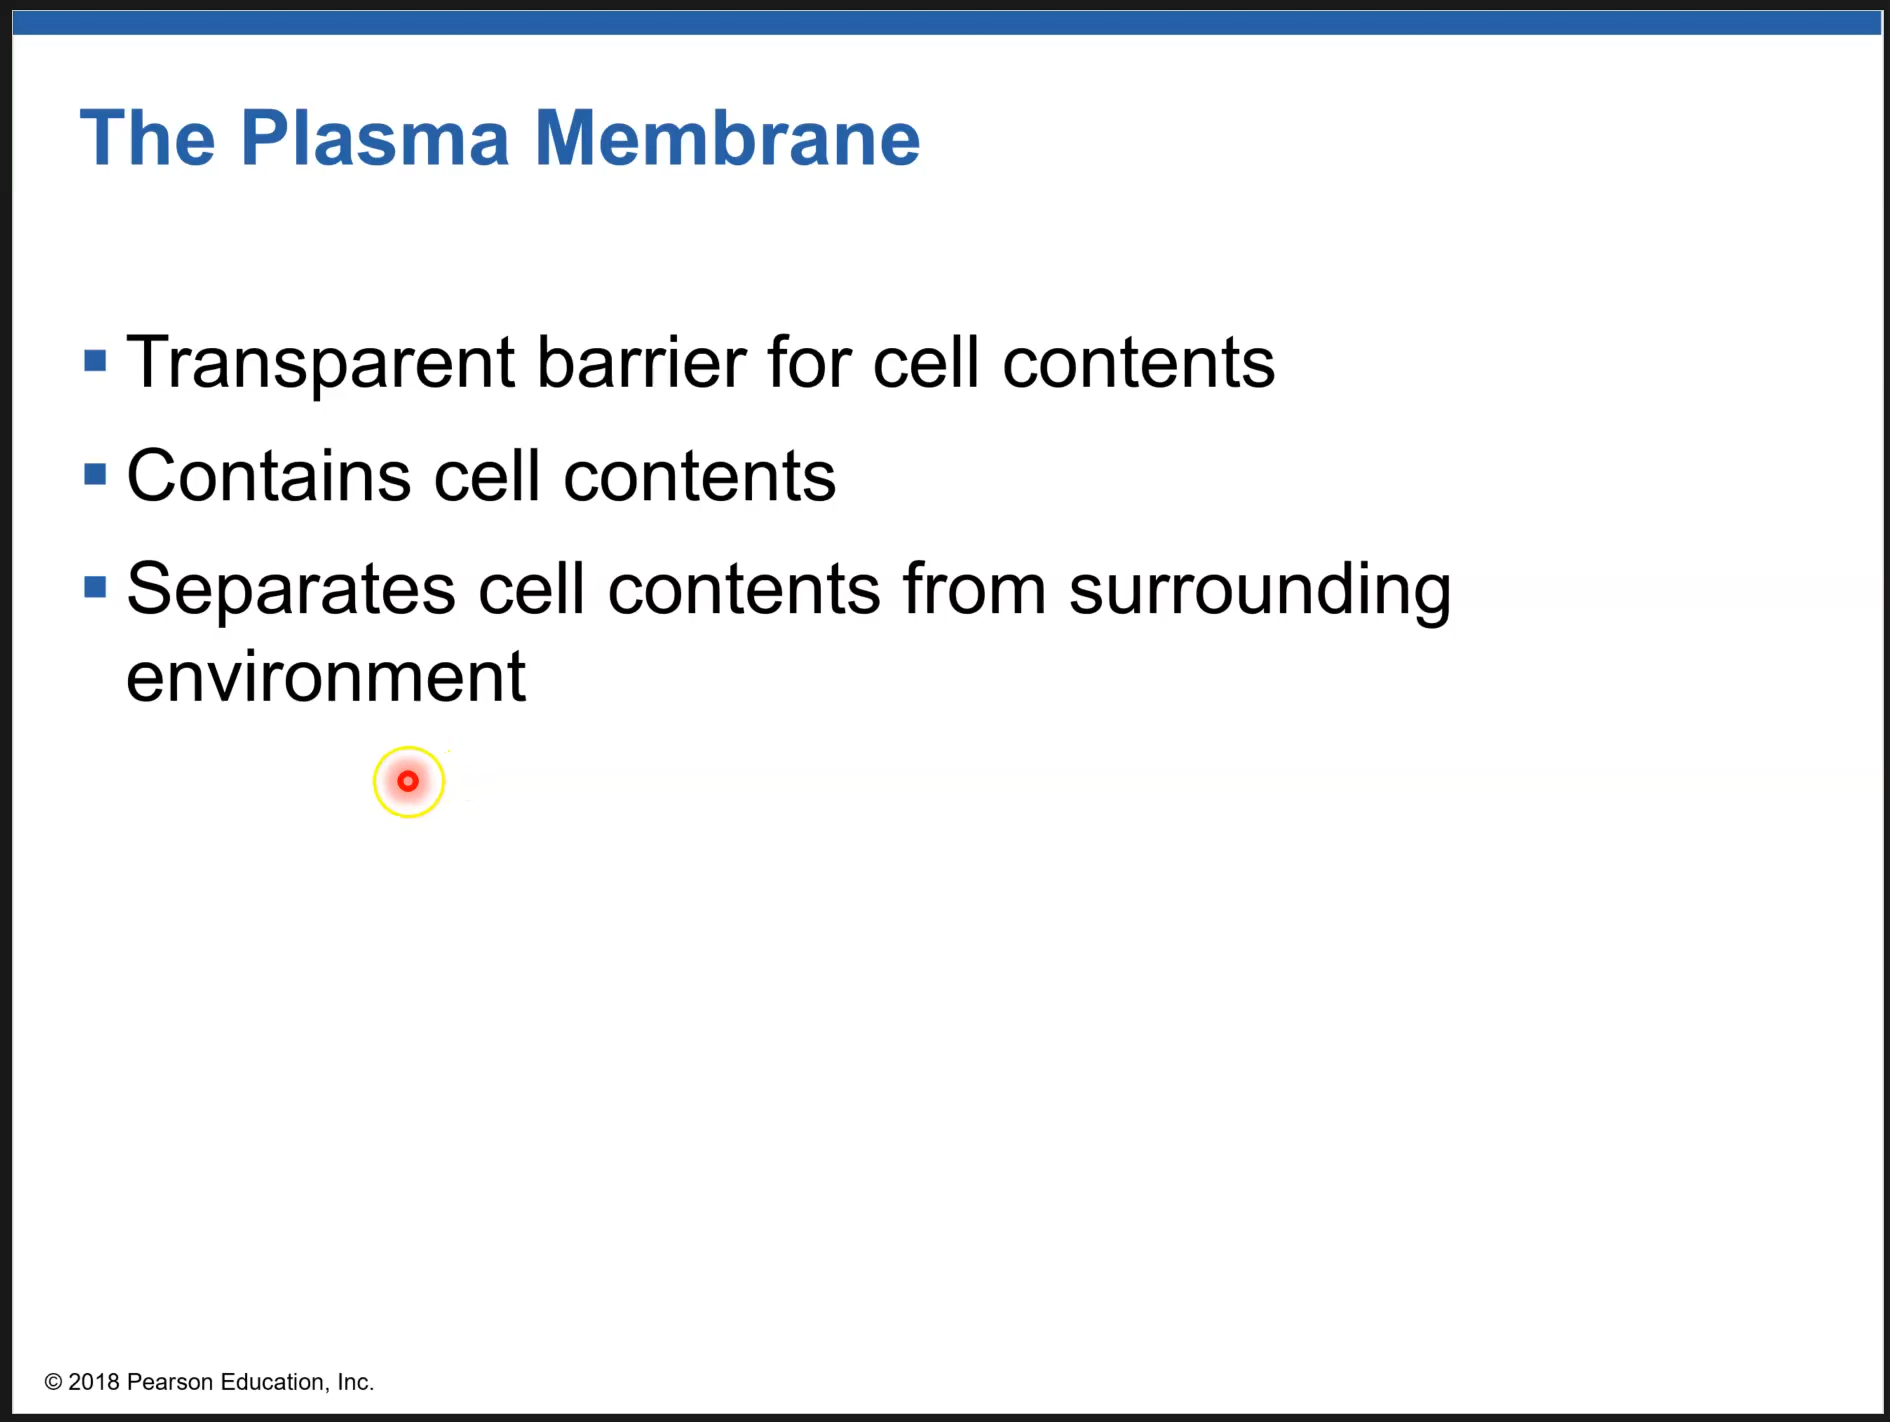 The Plasma Membrane
▪ Transparent barrier for cell contents
▪ Contains cell contents
▪ Separates cell contents from surrounding
environment
© 2018 Pearson Education, Inc.